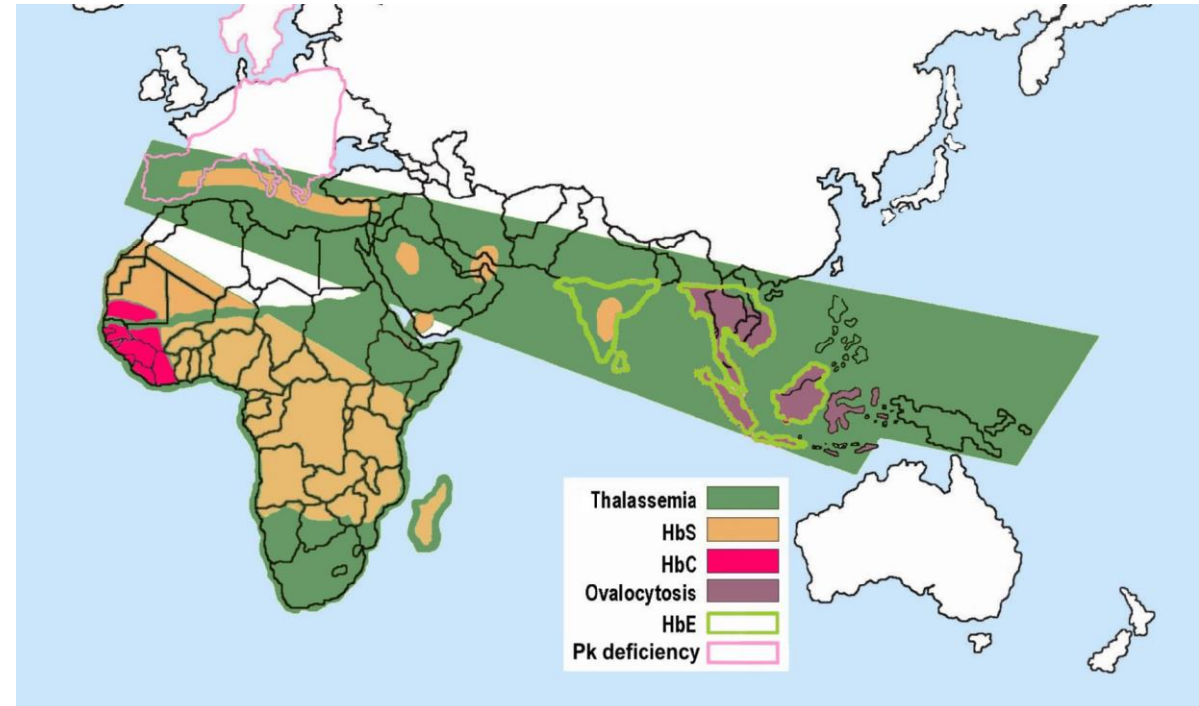 Thalassemia
HbS
HbC
Ovalocytosis
HbE
Pk deficiency